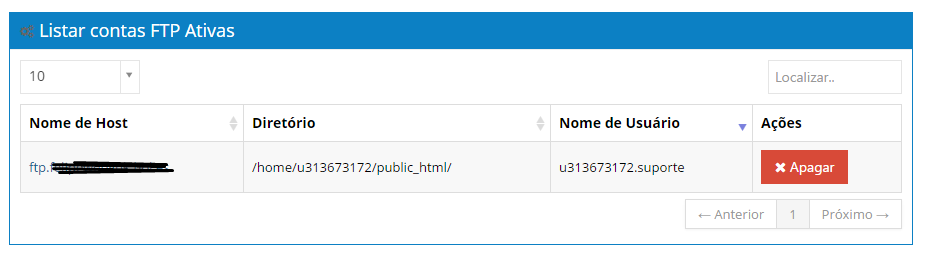 Listar contas FTP Ativas
10
Localizar..
Nome de Host Diretório Nome de Usuário Ações
ftp. /home/u313673172/public_html/ u313673172.suporte Apagar
← Anterior 1 Próximo →